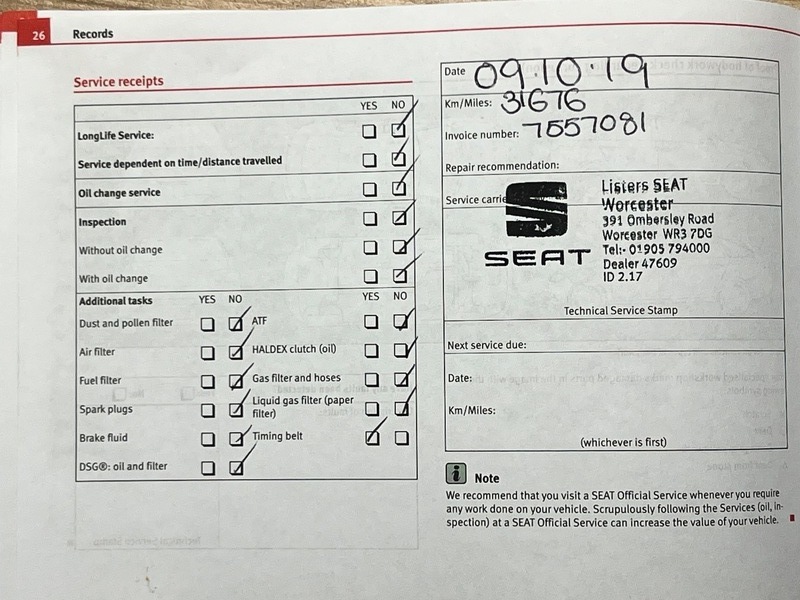 26 Records
Service receipts
YES NO
LongLife Service:
Service dependent on time/distance travelled
Oil change service
Inspection
Without oil change
With oil change
Additional tasks YES NO YES NO
Dust and pollen filter ATF
Air filter HALDEX clutch (oil)
Fuel filter Gas filter and hoses
Spark plugs Liquid gas filter (paper
filter)
Brake fluid Timing belt
DSG®: oil and filter
Date 09.10.19
Km/Miles: 31676
Invoice number: 7557081
Repair recommendation:
Service carrie
SEAT
Listers SEAT
Worcester
391 Ombersley Road
Worcester WR3 7DG
Tel:- 01905 794000
Dealer 47609
ID 2.17
Technical Service Stamp
Next service due:
Date:
Km/Miles:
(whichever is first)
i Note
We recommend that you visit a SEAT Official Service whenever you require
any work done on your vehicle. Scrupulously following the Services (oil, in-
spection) at a SEAT Official Service can increase the value of your vehicle.